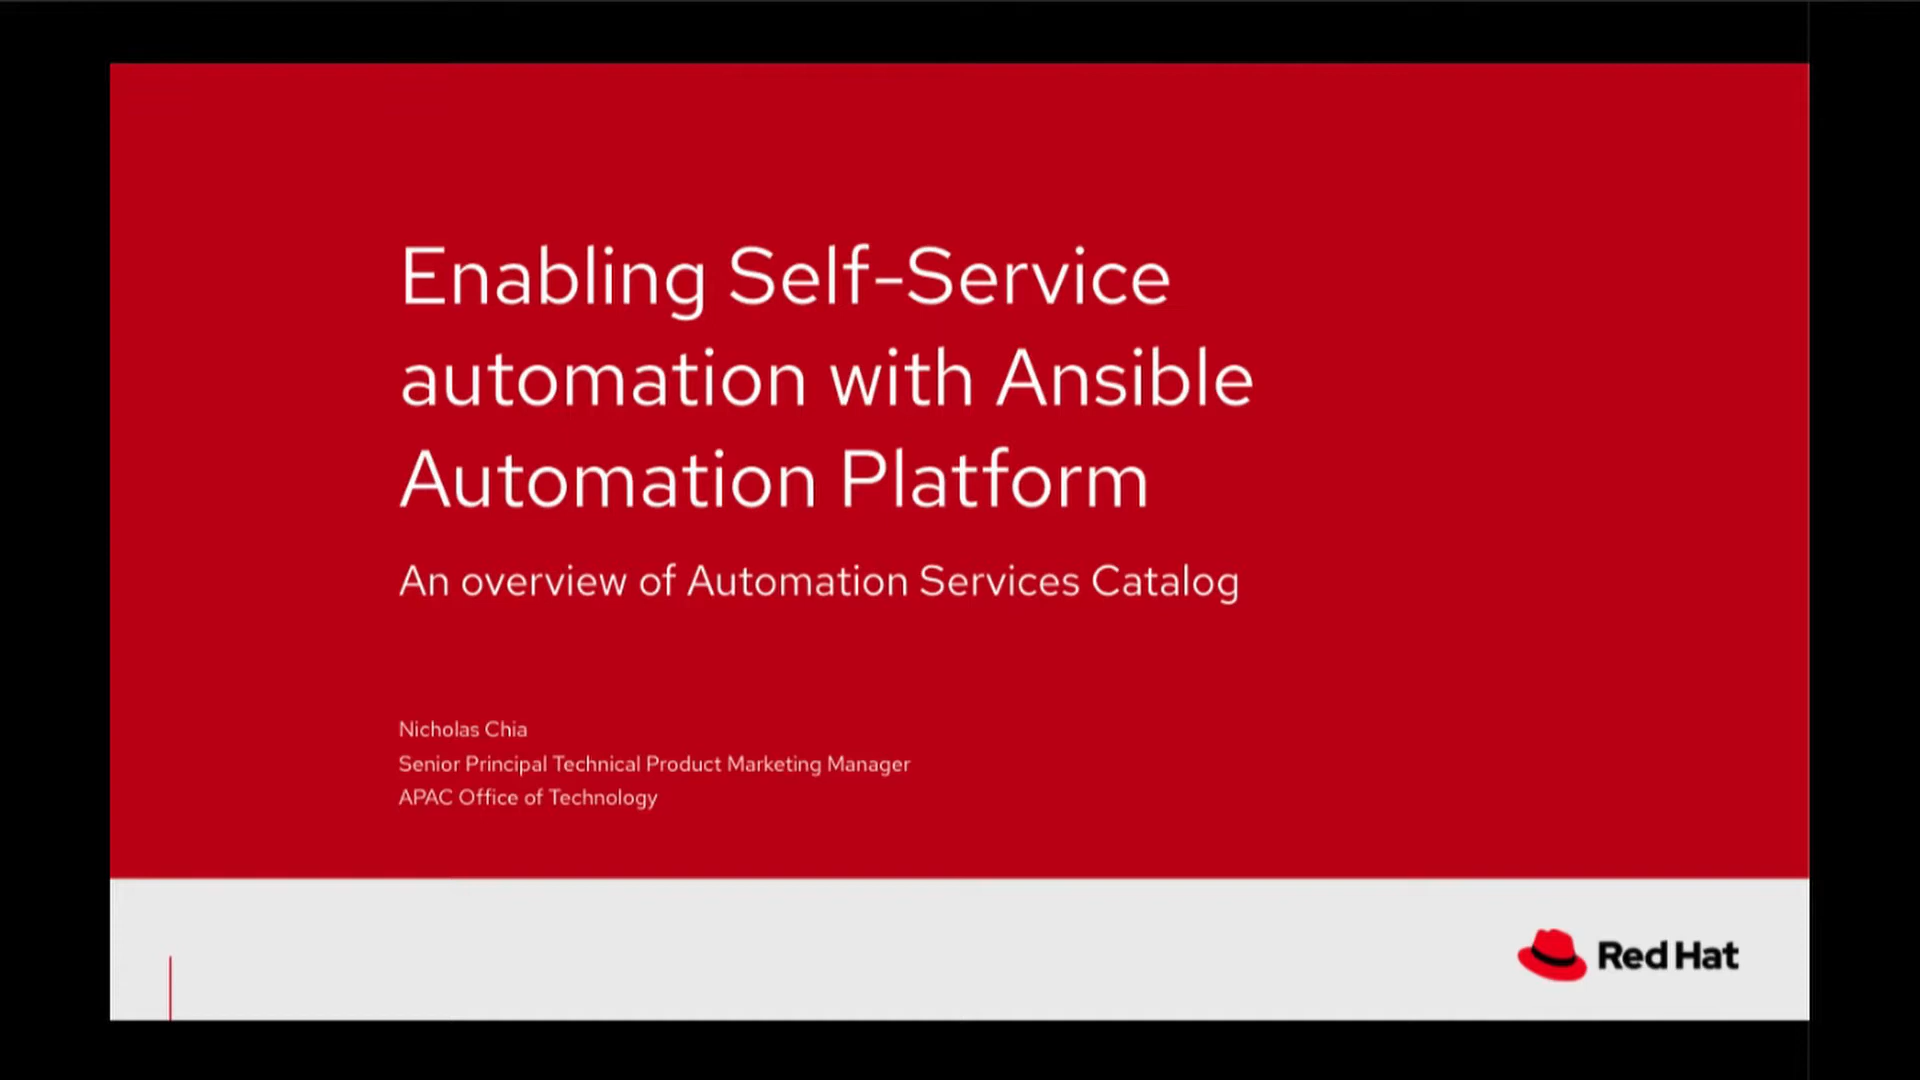 Enabling Self-Service
automation with Ansible
Automation Platform
An overview of Automation Services Catalog
Nicholas Chia
Senior Principal Technical Product Marketing Manager
APAC Office of Technology
Red Hat